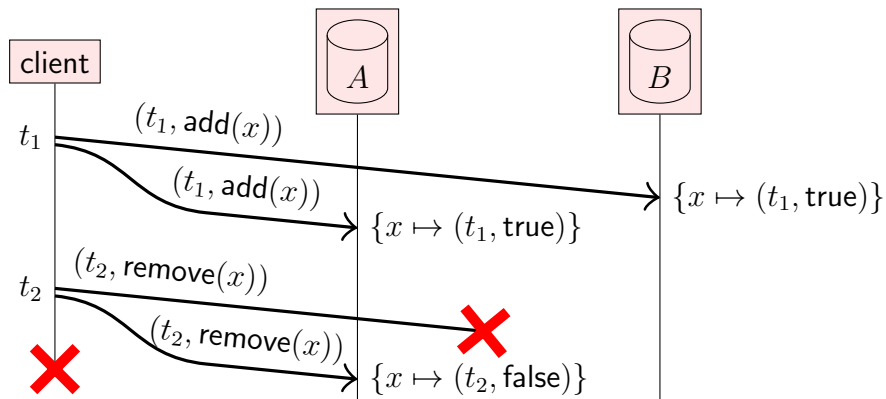 client
A
B
t₁
(t₁, add(x))
(t₁, add(x))
{x ↦ (t₁, true)}
{x ↦ (t₁, true)}
t₂
(t₂, remove(x))
(t₂, remove(x))
{x ↦ (t₂, false)}